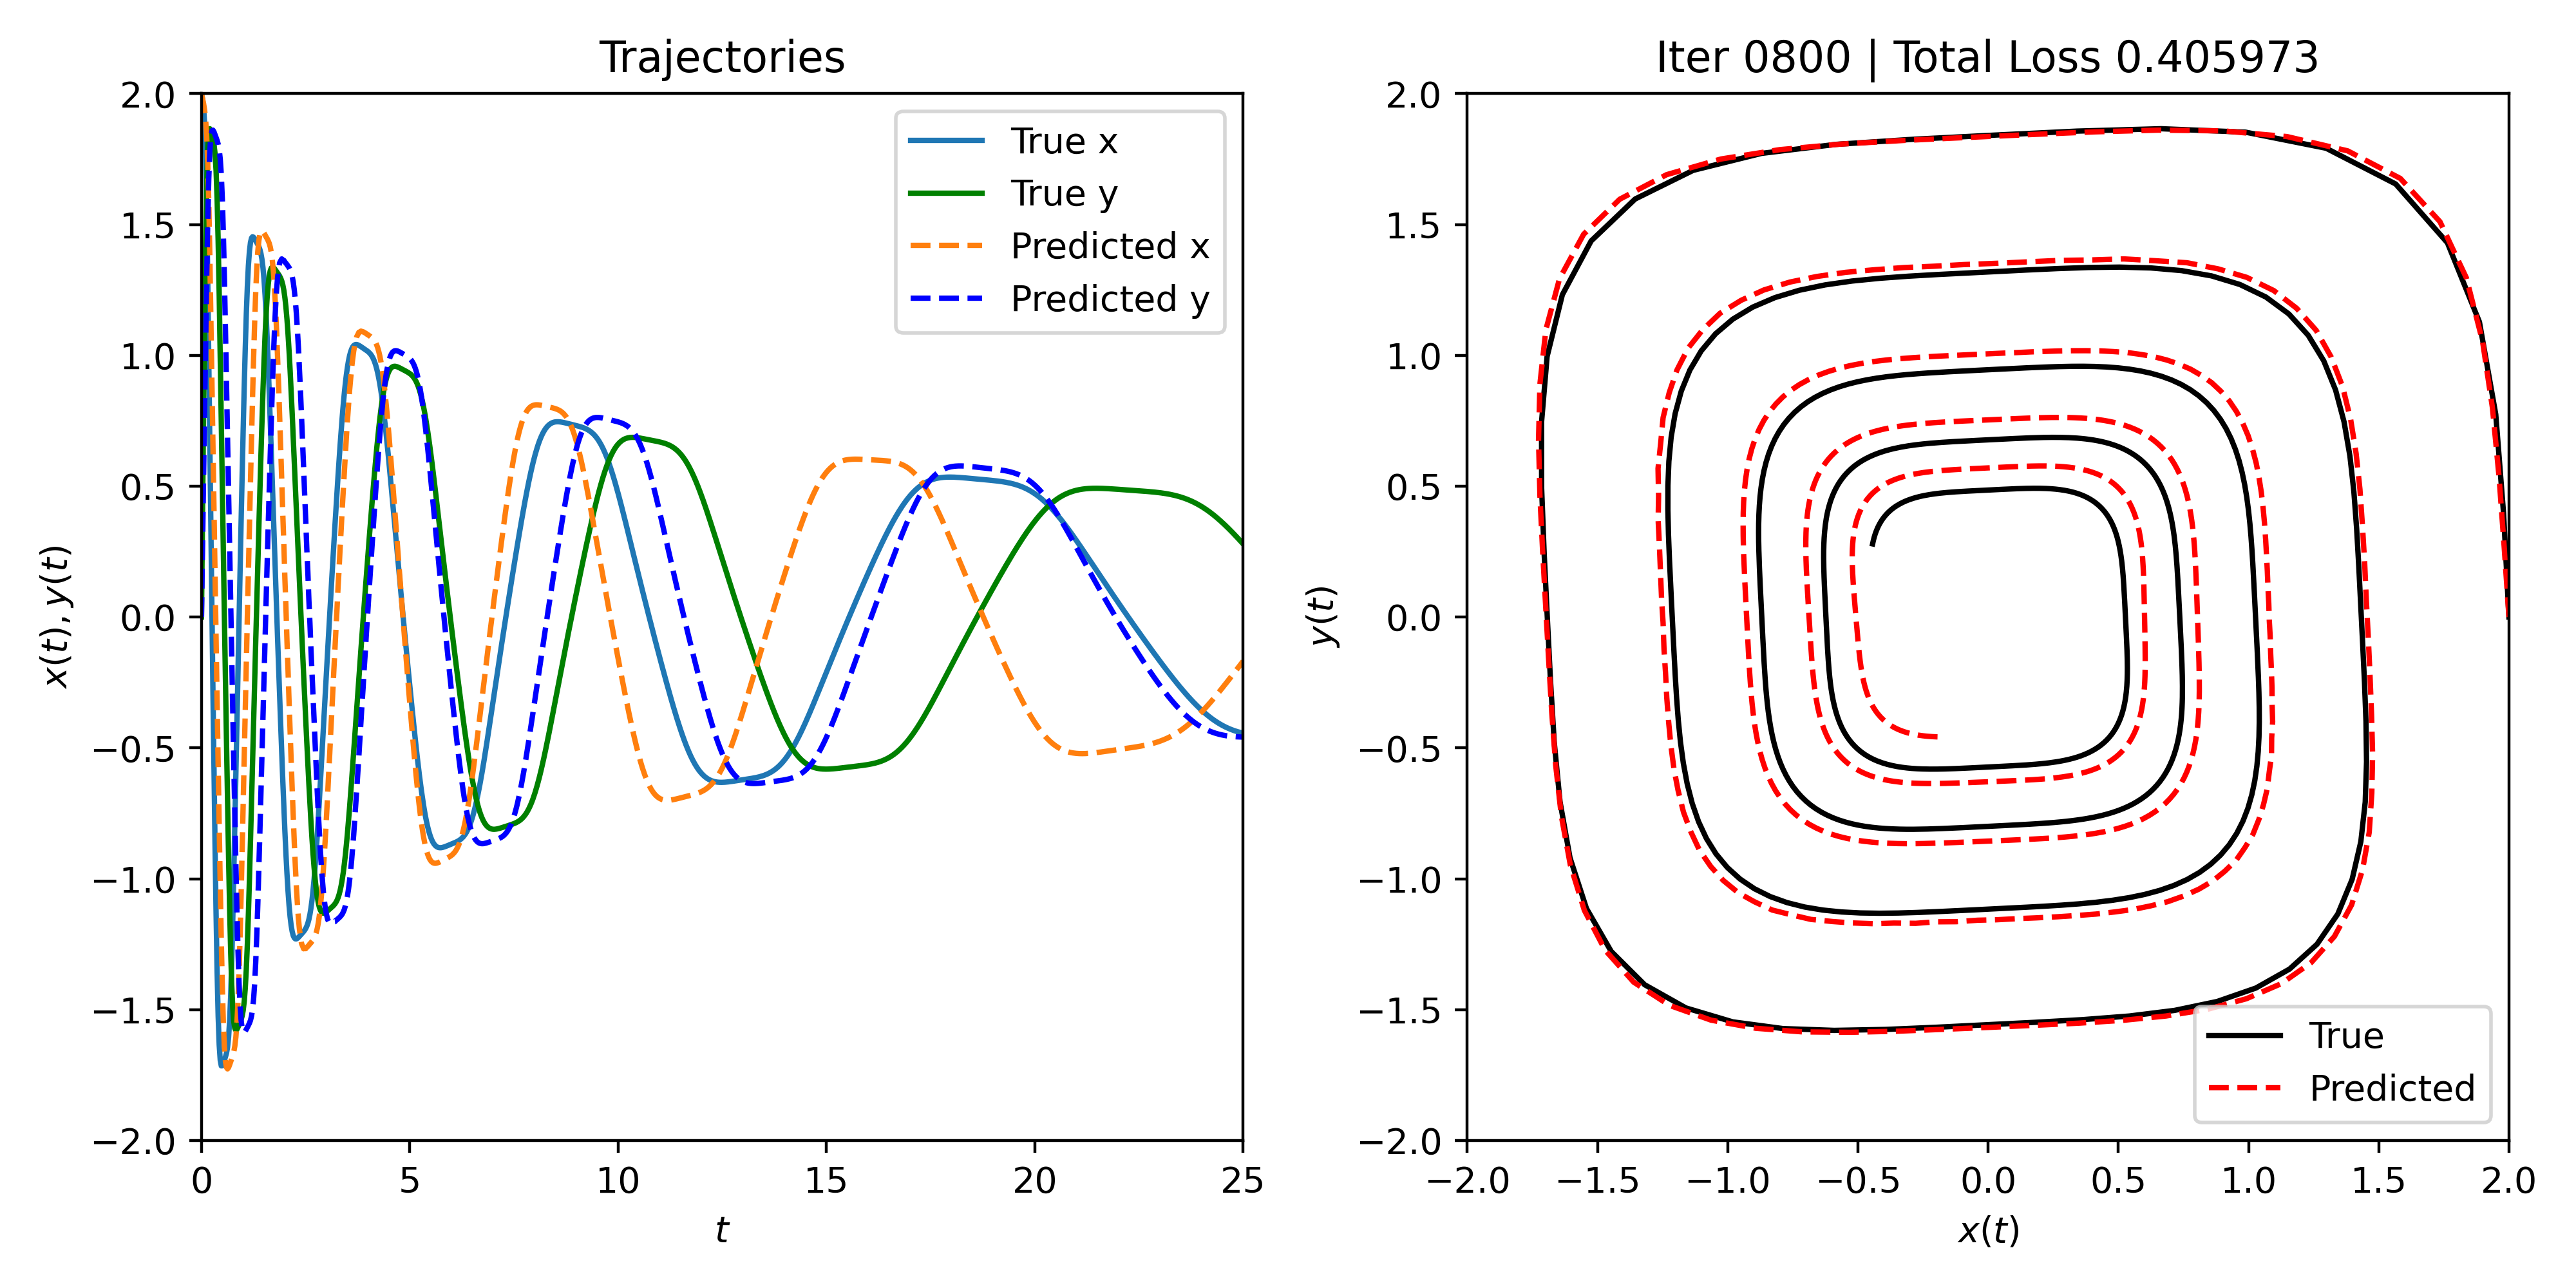 Trajectories
2.0
1.5
1.0
0.5
0.0
−0.5
−1.0
−1.5
−2.0
0 5 10 15 20 25
x(t), y(t)
t
True x
True y
Predicted x
Predicted y
Iter 0800 | Total Loss 0.405973
2.0
1.5
1.0
0.5
0.0
−0.5
−1.0
−1.5
−2.0
−2.0 −1.5 −1.0 −0.5 0.0 0.5 1.0 1.5 2.0
y(t)
x(t)
True
Predicted